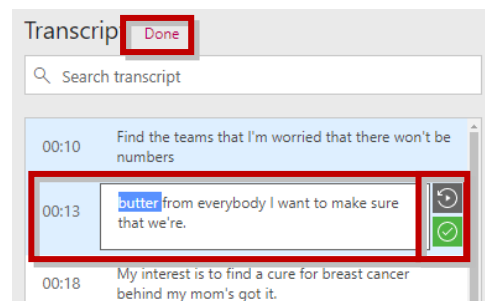 Transcript Done
Search transcript
00:10 Find the teams that I'm worried that there won't be
numbers
00:13 butter from everybody I want to make sure
that we're.
00:18 My interest is to find a cure for breast cancer
behind my mom's got it.